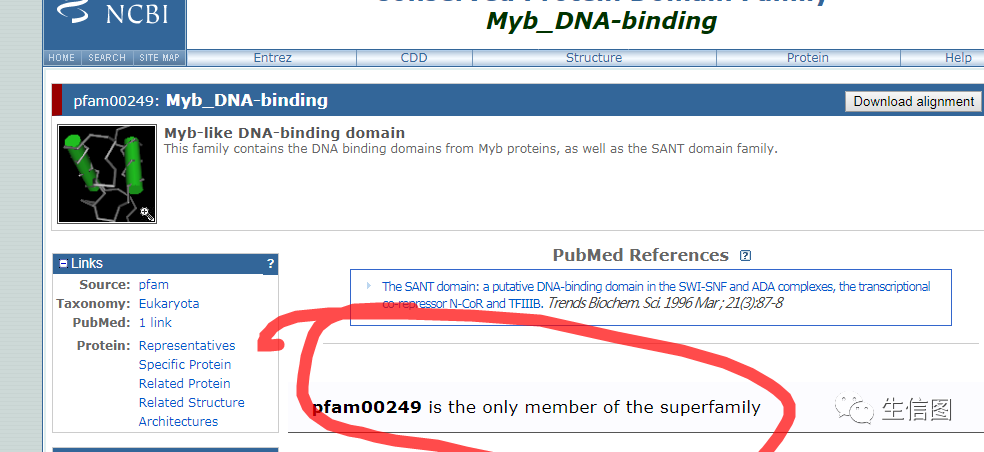 NCBI
Conserved Protein Domain Family
Myb_DNA-binding
HOME SEARCH SITE MAP Entrez CDD Structure Protein Help
pfam00249: Myb_DNA-binding Download alignment
Myb-like DNA-binding domain
This family contains the DNA binding domains from Myb proteins, as well as the SANT domain family.
PubMed References ?
Links ?
The SANT domain: a putative DNA-binding domain in the SWI-SNF and ADA complexes, the transcriptional
co-repressor N-CoR and TFIIIB. Trends Biochem. Sci. 1996 Mar ; 21(3):87-8
Source: pfam
Taxonomy: Eukaryota
PubMed: 1 link
Protein: Representatives
Specific Protein
Related Protein
Related Structure
Architectures
pfam00249 is the only member of the superfamily
生信图